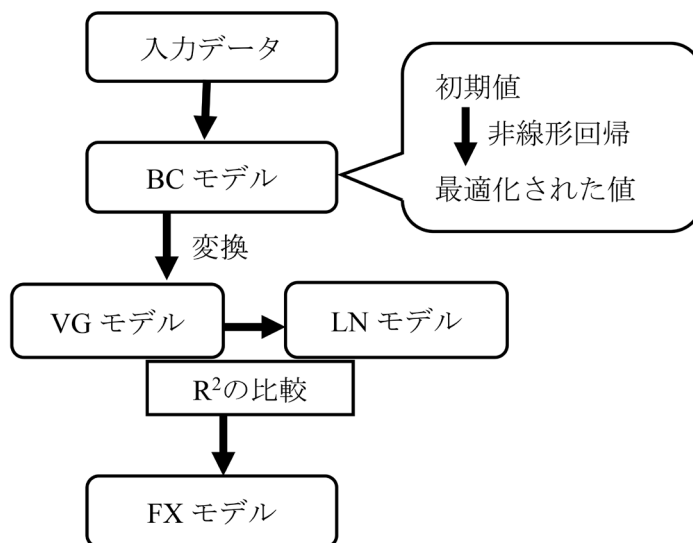 入力データ
BC モデル
初期値
非線形回帰
最適化された値
変換
VG モデル
LN モデル
R²の比較
FX モデル